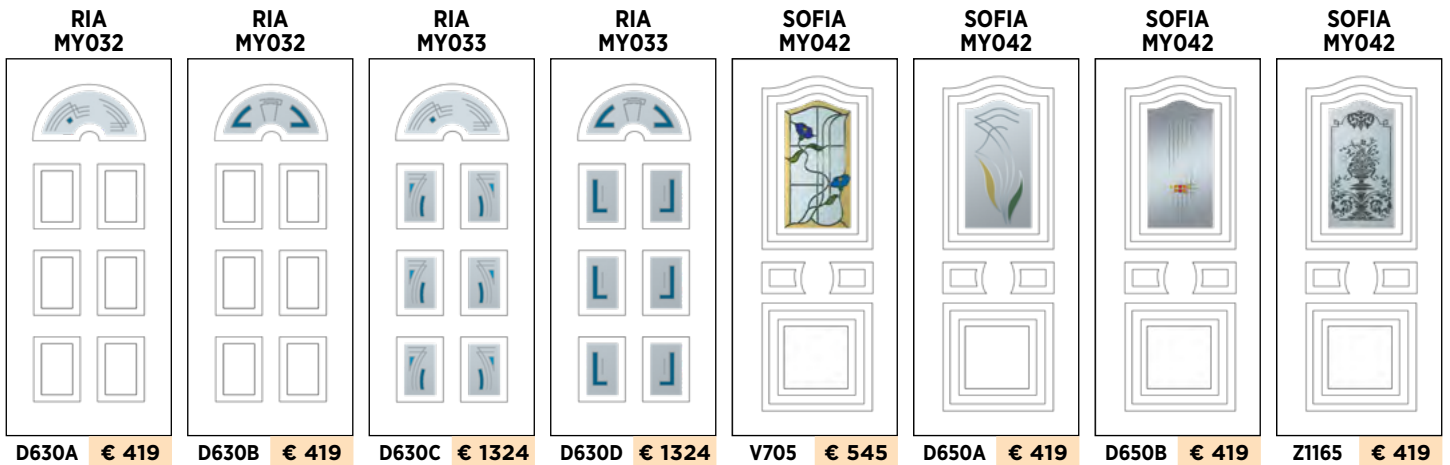 RIA
MY032
RIA
MY032
RIA
MY033
RIA
MY033
SOFIA
MY042
SOFIA
MY042
SOFIA
MY042
SOFIA
MY042
D630A € 419
D630B € 419
D630C € 1324
D630D € 1324
V705 € 545
D650A € 419
D650B € 419
Z1165 € 419